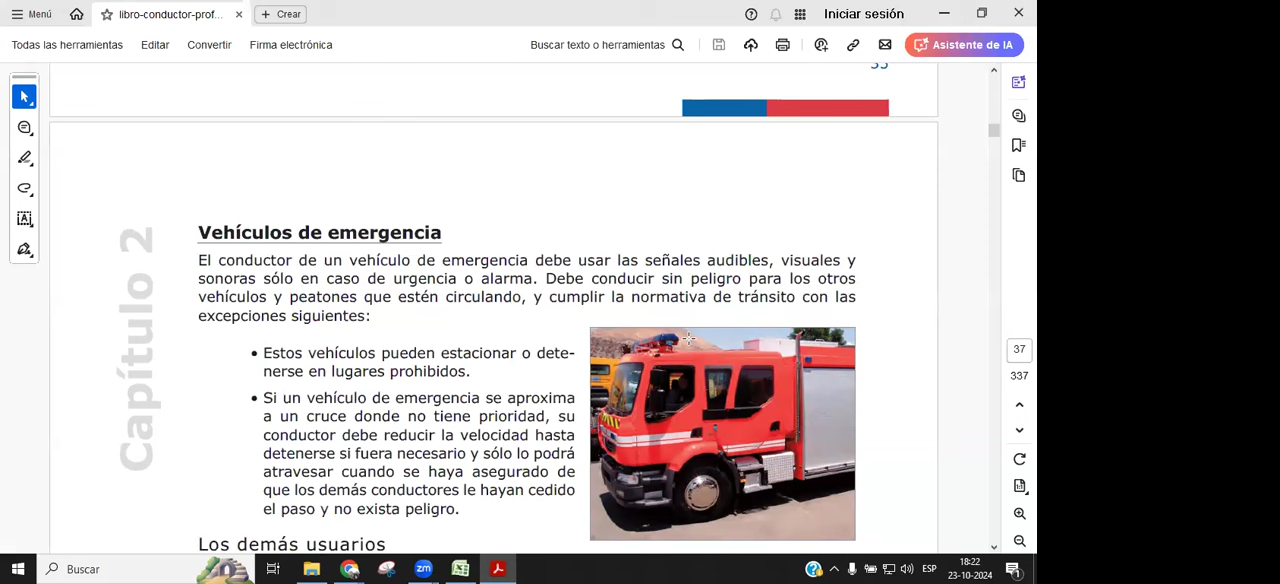 Menú
libro-conductor-prof...
Crear
Iniciar sesión
Todas las herramientas
Editar
Convertir
Firma electrónica
Buscar texto o herramientas
Asistente de IA
35
Capítulo 2
Vehículos de emergencia
El conductor de un vehículo de emergencia debe usar las señales audibles, visuales y
sonoras sólo en caso de urgencia o alarma. Debe conducir sin peligro para los otros
vehículos y peatones que estén circulando, y cumplir la normativa de tránsito con las
excepciones siguientes:
• Estos vehículos pueden estacionar o dete-
nerse en lugares prohibidos.
• Si un vehículo de emergencia se aproxima
a un cruce donde no tiene prioridad, su
conductor debe reducir la velocidad hasta
detenerse si fuera necesario y sólo lo podrá
atravesar cuando se haya asegurado de
que los demás conductores le hayan cedido
el paso y no exista peligro.
Los demás usuarios
37
337
Buscar
zm
ESP
18:22
23-10-2024
1